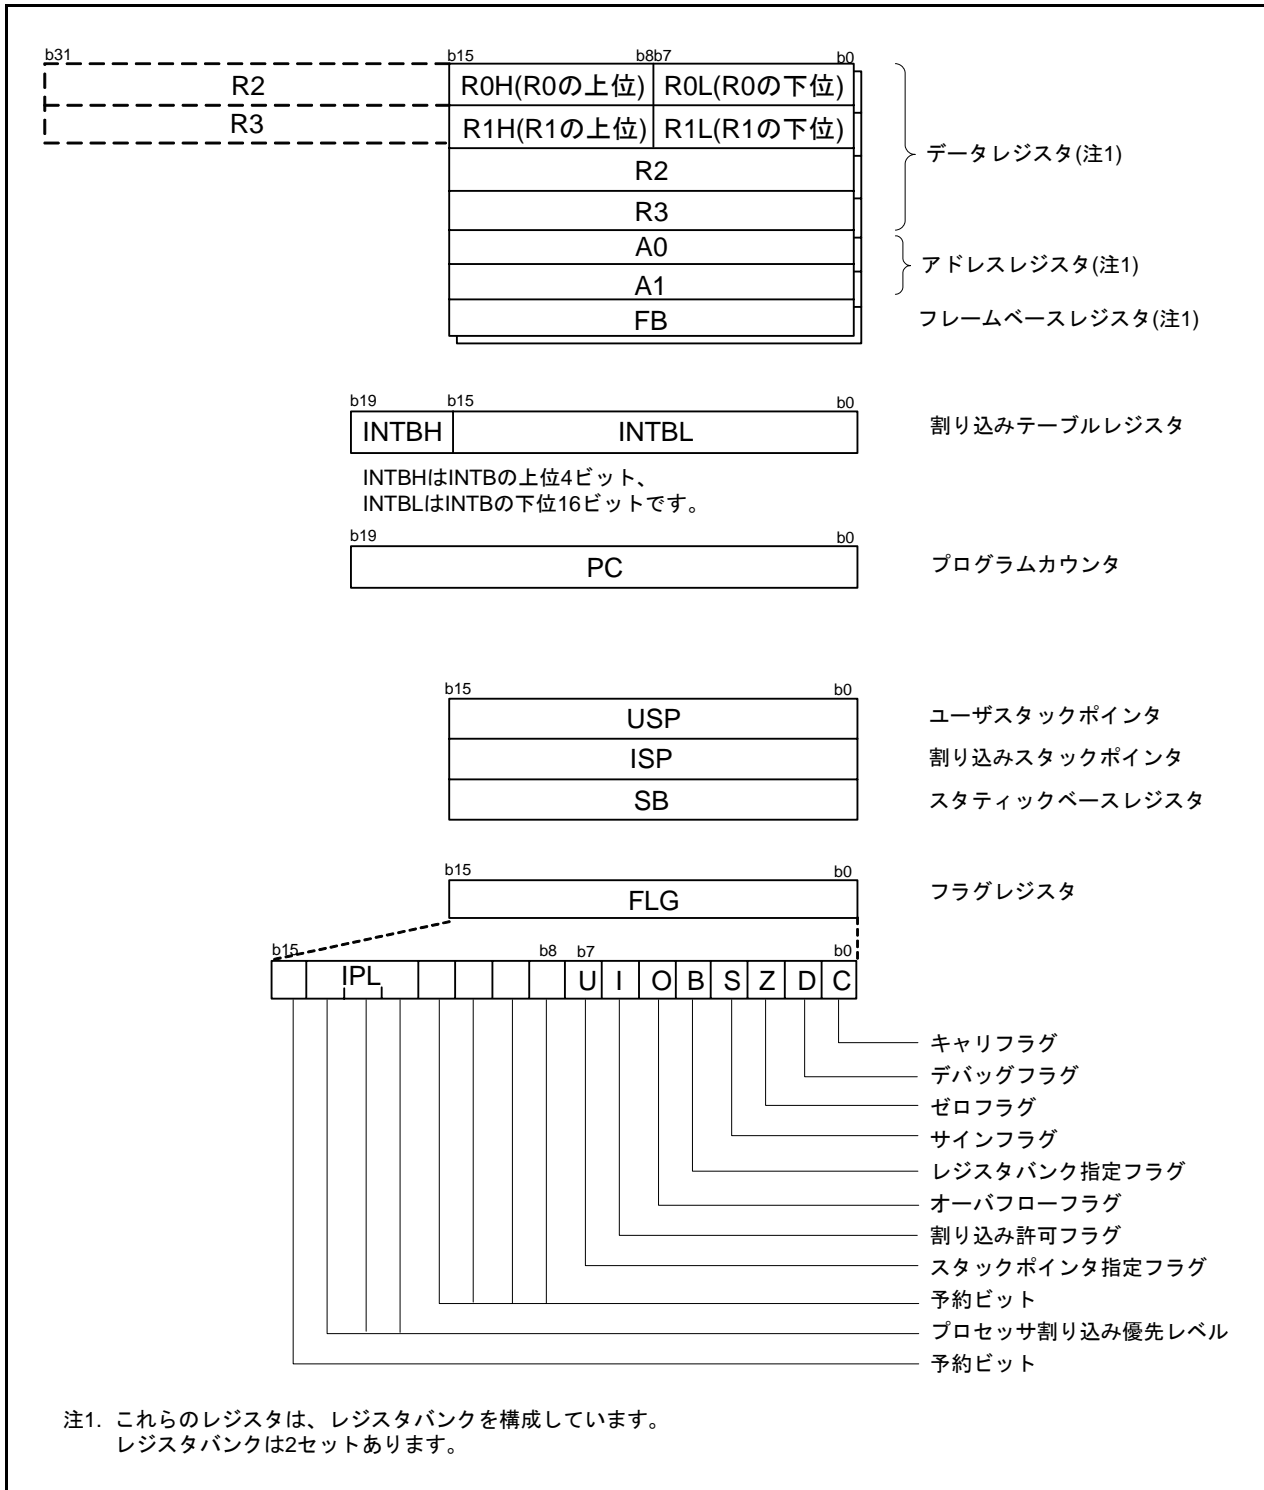 b31 b15 b8b7 b0
R2 R0H(R0の上位) R0L(R0の下位)
R3 R1H(R1の上位) R1L(R1の下位)
データレジスタ(注1)
R2
R3
A0
アドレスレジスタ(注1)
A1
FB フレームベースレジスタ(注1)
b19 b15 b0
INTBH INTBL 割り込みテーブルレジスタ
INTBHはINTBの上位4ビット、
INTBLはINTBの下位16ビットです。
b19 b0
PC プログラムカウンタ
b15 b0
USP ユーザスタックポインタ
ISP 割り込みスタックポインタ
SB スタティックベースレジスタ
b15 b0
FLG フラグレジスタ
b15 b8 b7 b0
IPL U I O B S Z D C
キャリフラグ
デバッグフラグ
ゼロフラグ
サインフラグ
レジスタバンク指定フラグ
オーバフローフラグ
割り込み許可フラグ
スタックポインタ指定フラグ
予約ビット
プロセッサ割り込み優先レベル
予約ビット
注1. これらのレジスタは、レジスタバンクを構成しています。
レジスタバンクは2セットあります。